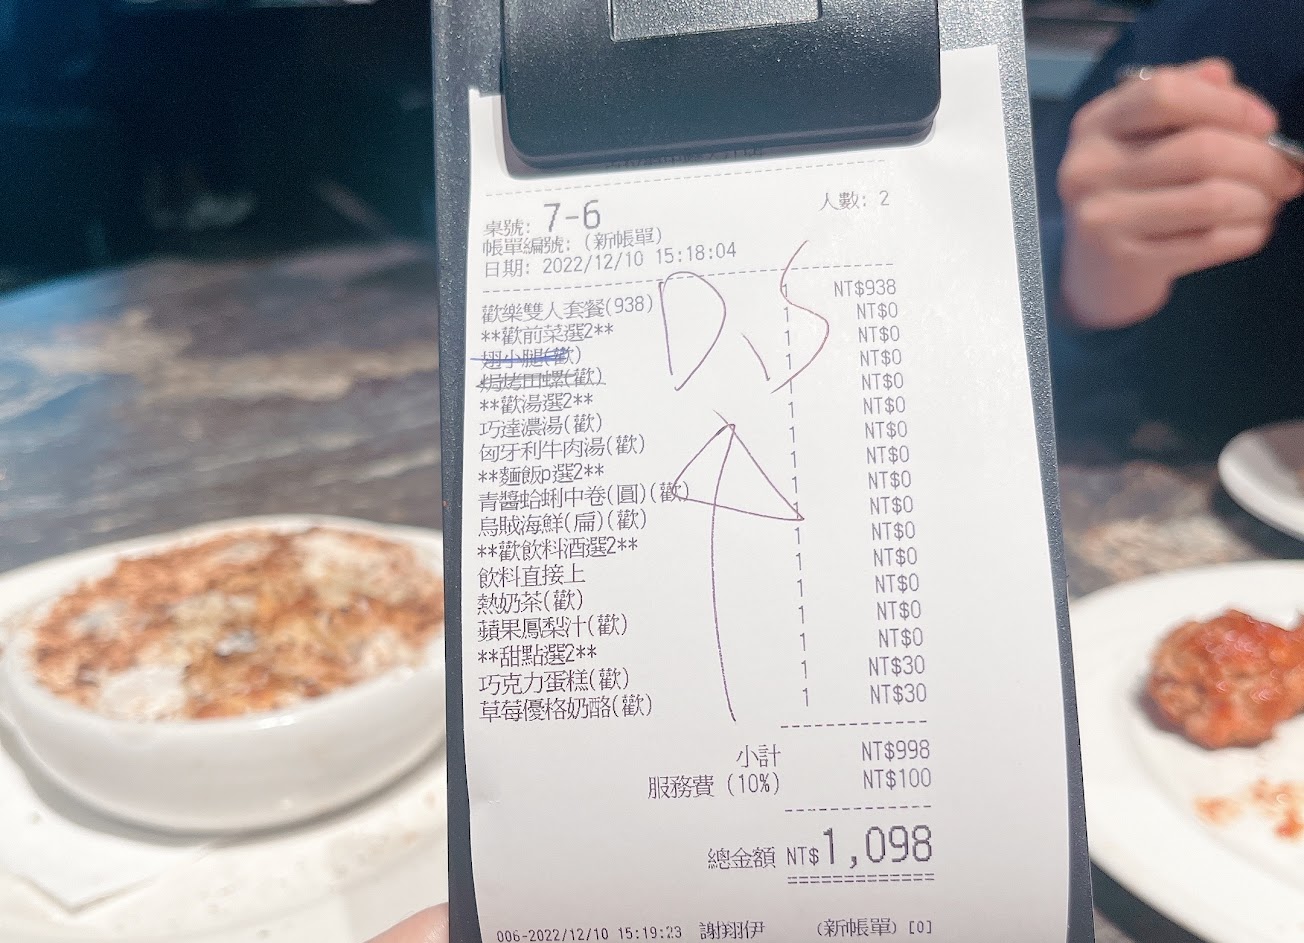 桌號: 7-6 人數: 2
帳單編號: (新帳單)
日期: 2022/12/10 15:18:04
歡樂雙人套餐(938) 1 NT$938
**歡前菜選2** 1 NT$0
翅小腿(歡) 1 NT$0
焗烤田螺(歡) 1 NT$0
**歡湯選2** 1 NT$0
巧達濃湯(歡) 1 NT$0
匈牙利牛肉湯(歡) 1 NT$0
**麵飯p選2** 1 NT$0
青醬蛤蜊中卷(圓)(歡) 1 NT$0
烏賊海鮮(扁)(歡) 1 NT$0
**歡飲料酒選2** 1 NT$0
飲料直接上 1 NT$0
熱奶茶(歡) 1 NT$0
蘋果鳳梨汁(歡) 1 NT$0
**甜點選2** 1 NT$0
巧克力蛋糕(歡) 1 NT$30
草莓優格奶酪(歡) 1 NT$30
小計 NT$998
服務費 (10%) NT$100
總金額 NT$1,098
006-2022/12/10 15:19:23 謝翔伊 (新帳單) [0]